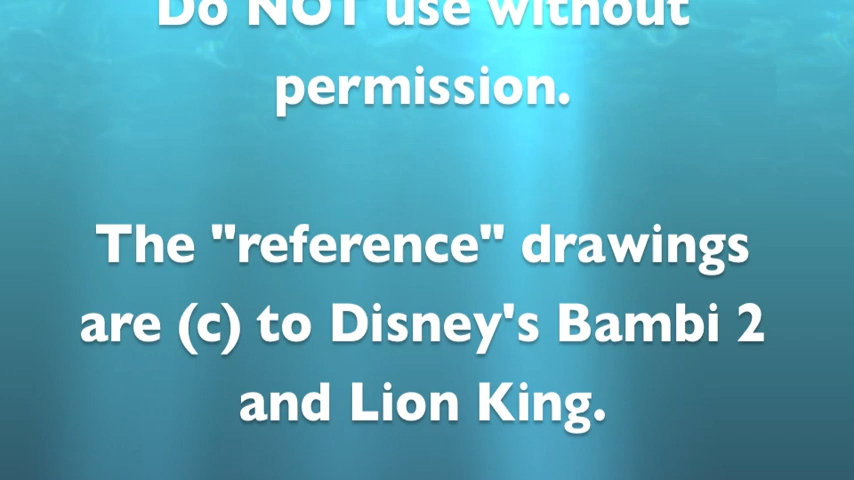 Do NOT use without
permission.
The "reference" drawings
are (c) to Disney's Bambi 2
and Lion King.